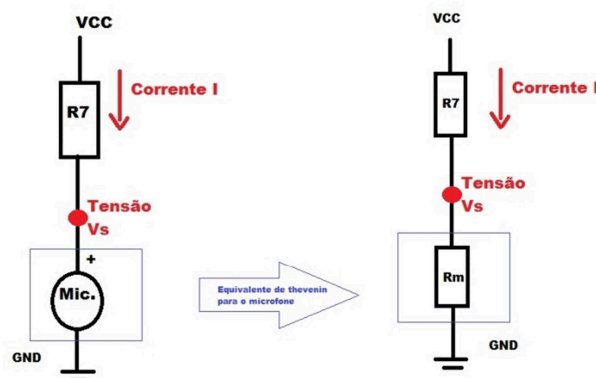 VCC
R7
Corrente I
Tensão
Vs
+
Mic.
GND
Equivalente de thevenin
para o microfone
VCC
R7
Corrente I
Tensão
Vs
Rm
GND